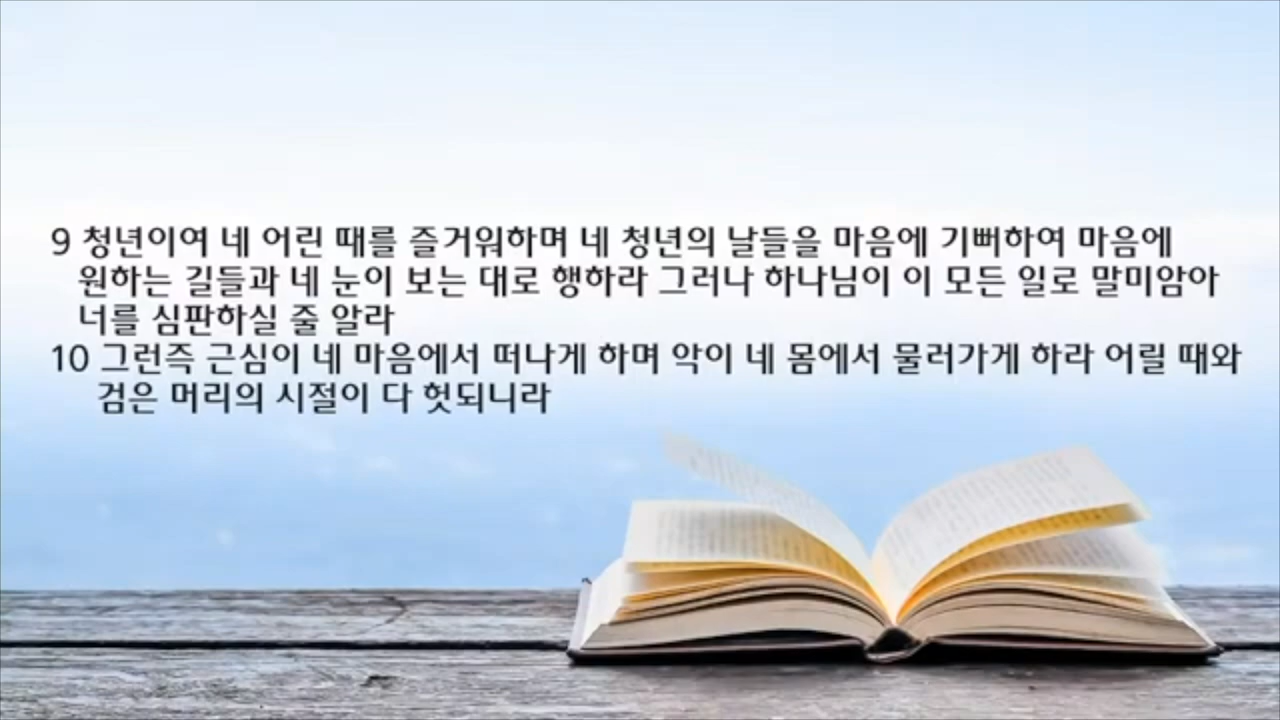 9 청년이여 네 어린 때를 즐거워하며 네 청년의 날들을 마음에 기뻐하여 마음에
원하는 길들과 네 눈이 보는 대로 행하라 그러나 하나님이 이 모든 일로 말미암아
너를 심판하실 줄 알라
10 그런즉 근심이 네 마음에서 떠나게 하며 악이 네 몸에서 물러가게 하라 어릴 때와
검은 머리의 시절이 다 헛되니라